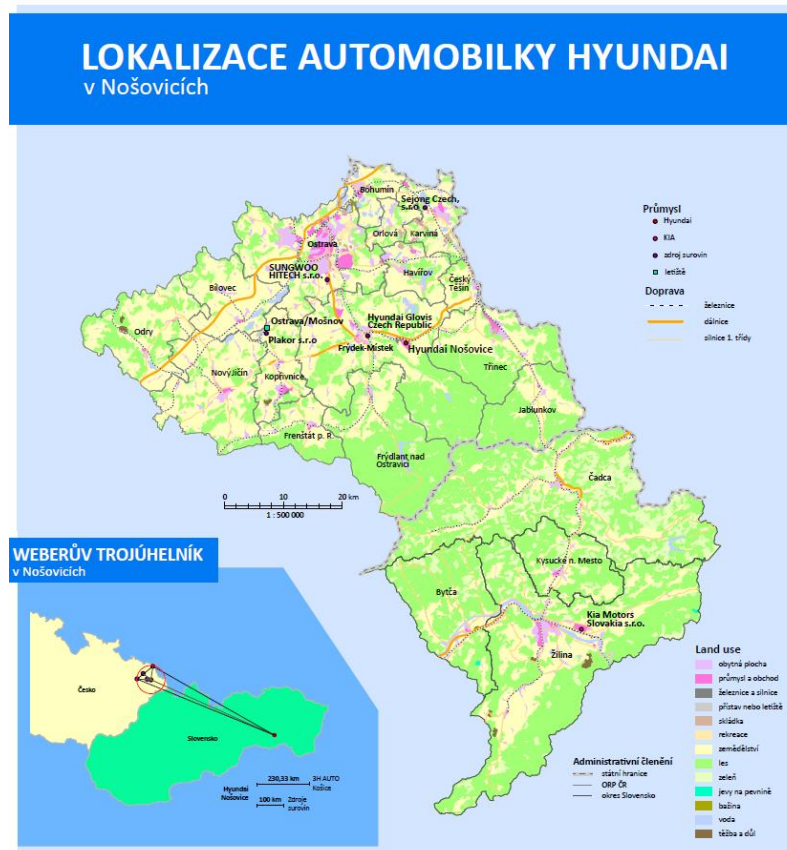 LOKALIZACE AUTOMOBILKY HYUNDAI
v Nošovicích
Bohumín
Sejong Czech,
s.r.o
Orlová
Karviná
Ostrava
SUNGWOO
HITECH s.r.o.
Havířov
Český
Těšín
Bílovec
Ostrava/Mošnov
Plakor s.r.o
Hyundai Glovis
Czech Republic
Odry
Frýdek-Místek
Hyundai Nošovice
Nový Jičín
Kopřivnice
Třinec
Jablunkov
Frenštát p. R.
Frýdlant nad
Ostravicí
Čadca
Kysucké n. Mesto
Bytča
Kia Motors
Slovakia s.r.o.
Žilina
Průmysl
Hyundai
KIA
zdroj surovin
letiště
Doprava
železnice
dálnice
silnice 1. třídy
0 10 20 km
1 : 500 000
WEBERŮV TROJÚHELNÍK
v Nošovicích
Česko
Slovensko
Hyundai
Nošovice
230,33 km
3H AUTO
Košice
100 km
Zdroje
surovin
Administrativní členění
státní hranice
ORP ČR
okres Slovensko
Land use
obytná plocha
průmysl a obchod
železnice a silnice
přístav nebo letiště
skládka
rekreace
zemědělství
les
zeleň
jevy na pevnině
bažina
voda
těžba a důl